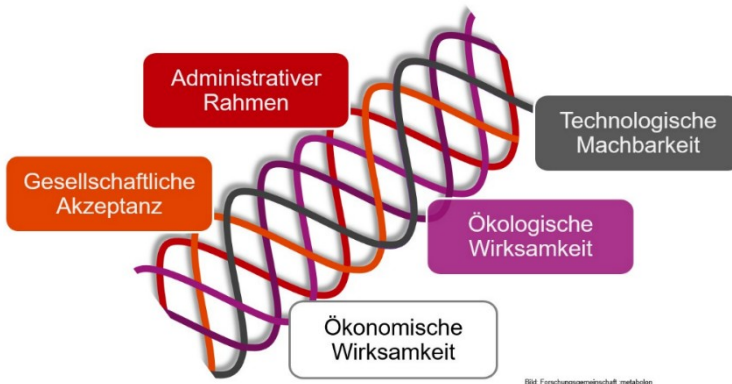 Administrativer
Rahmen
Technologische
Machbarkeit
Gesellschaftliche
Akzeptanz
Ökologische
Wirksamkeit
Ökonomische
Wirksamkeit
Bild: Forschungsgemeinschaft :metabolon